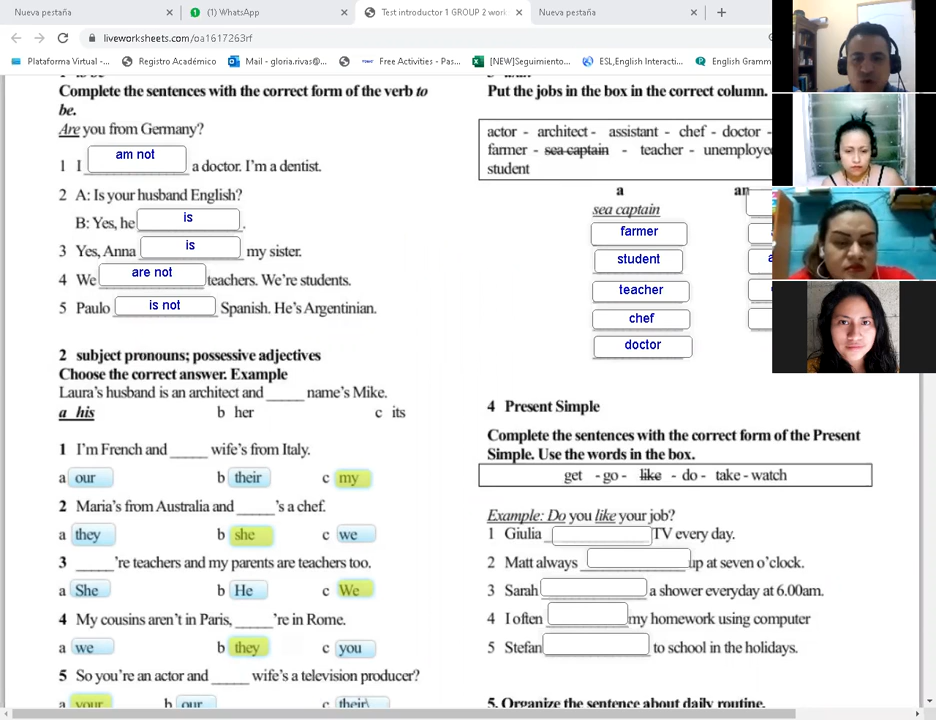 Nueva pestaña
(1) WhatsApp
Test introductor 1 GROUP 2 work
Nueva pestaña
liveworksheets.com/oa1617263rf
Plataforma Virtual -...
Registro Académico
Mail - gloria.rivas@...
Free Activities - Pas...
[NEW]Seguimiento...
ESL,English Interacti...
English Grammar
Complete the sentences with the correct form of the verb to
be.
Are you from Germany?
1 I am not a doctor. I'm a dentist.
2 A: Is your husband English?
B: Yes, he is.
3 Yes, Anna is my sister.
4 We are not teachers. We're students.
5 Paulo is not Spanish. He's Argentinian.
2 subject pronouns; possessive adjectives
Choose the correct answer. Example
Laura's husband is an architect and _____ name's Mike.
a his b her c its
1 I'm French and _____ wife's from Italy.
a our b their c my
2 Maria's from Australia and _____'s a chef.
a they b she c we
3 _____'re teachers and my parents are teachers too.
a She b He c We
4 My cousins aren't in Paris, _____'re in Rome.
a we b they c you
5 So you're an actor and _____ wife's a television producer?
a your b our c their
Put the jobs in the box in the correct column.
actor - architect - assistant - chef - doctor -
farmer - sea captain - teacher - unemploye
student
a an
sea captain
farmer
student
teacher
chef
doctor
4 Present Simple
Complete the sentences with the correct form of the Present
Simple. Use the words in the box.
get - go - like - do - take - watch
Example: Do you like your job?
1 Giulia TV every day.
2 Matt always up at seven o'clock.
3 Sarah a shower everyday at 6.00am.
4 I often my homework using computer
5 Stefan to school in the holidays.
5. Organize the sentence about daily routine.